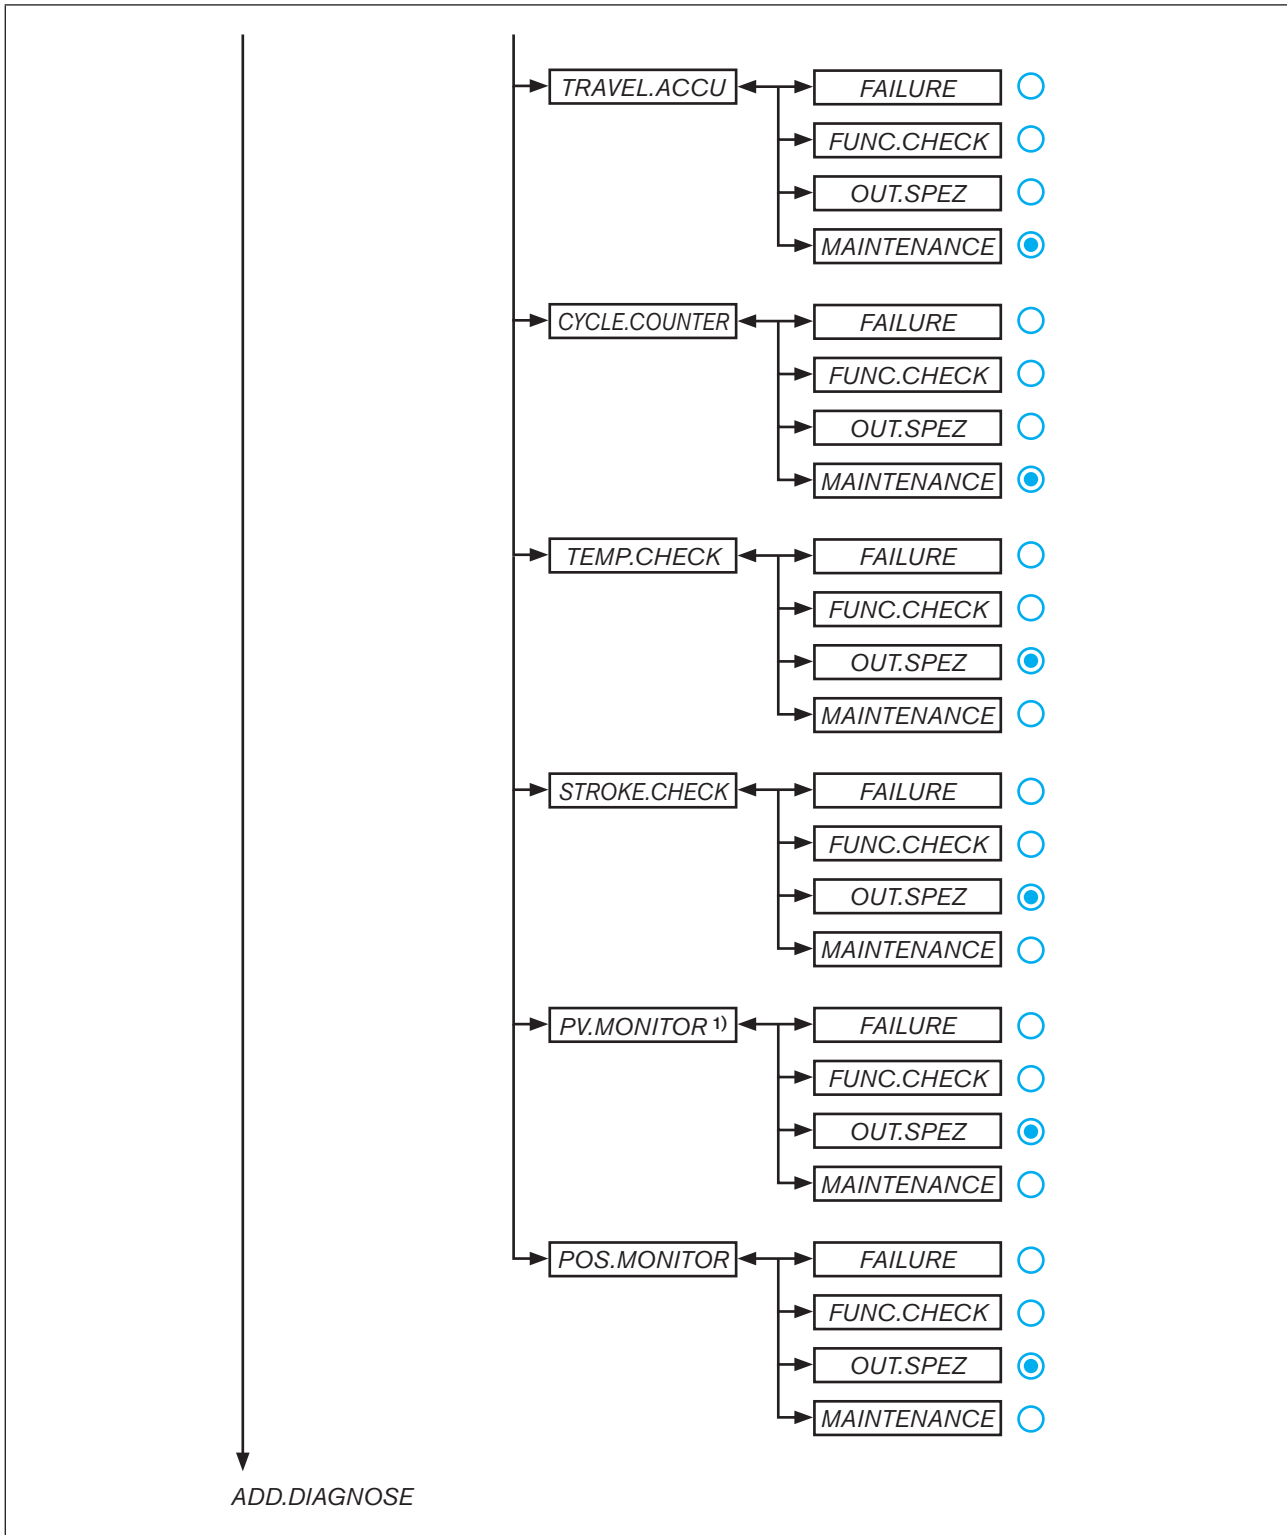 TRAVEL.ACCU FAILURE
FUNC.CHECK
OUT.SPEZ
MAINTENANCE
CYCLE.COUNTER FAILURE
FUNC.CHECK
OUT.SPEZ
MAINTENANCE
TEMP.CHECK FAILURE
FUNC.CHECK
OUT.SPEZ
MAINTENANCE
STROKE.CHECK FAILURE
FUNC.CHECK
OUT.SPEZ
MAINTENANCE
PV.MONITOR 1) FAILURE
FUNC.CHECK
OUT.SPEZ
MAINTENANCE
POS.MONITOR FAILURE
FUNC.CHECK
OUT.SPEZ
MAINTENANCE
ADD.DIAGNOSE